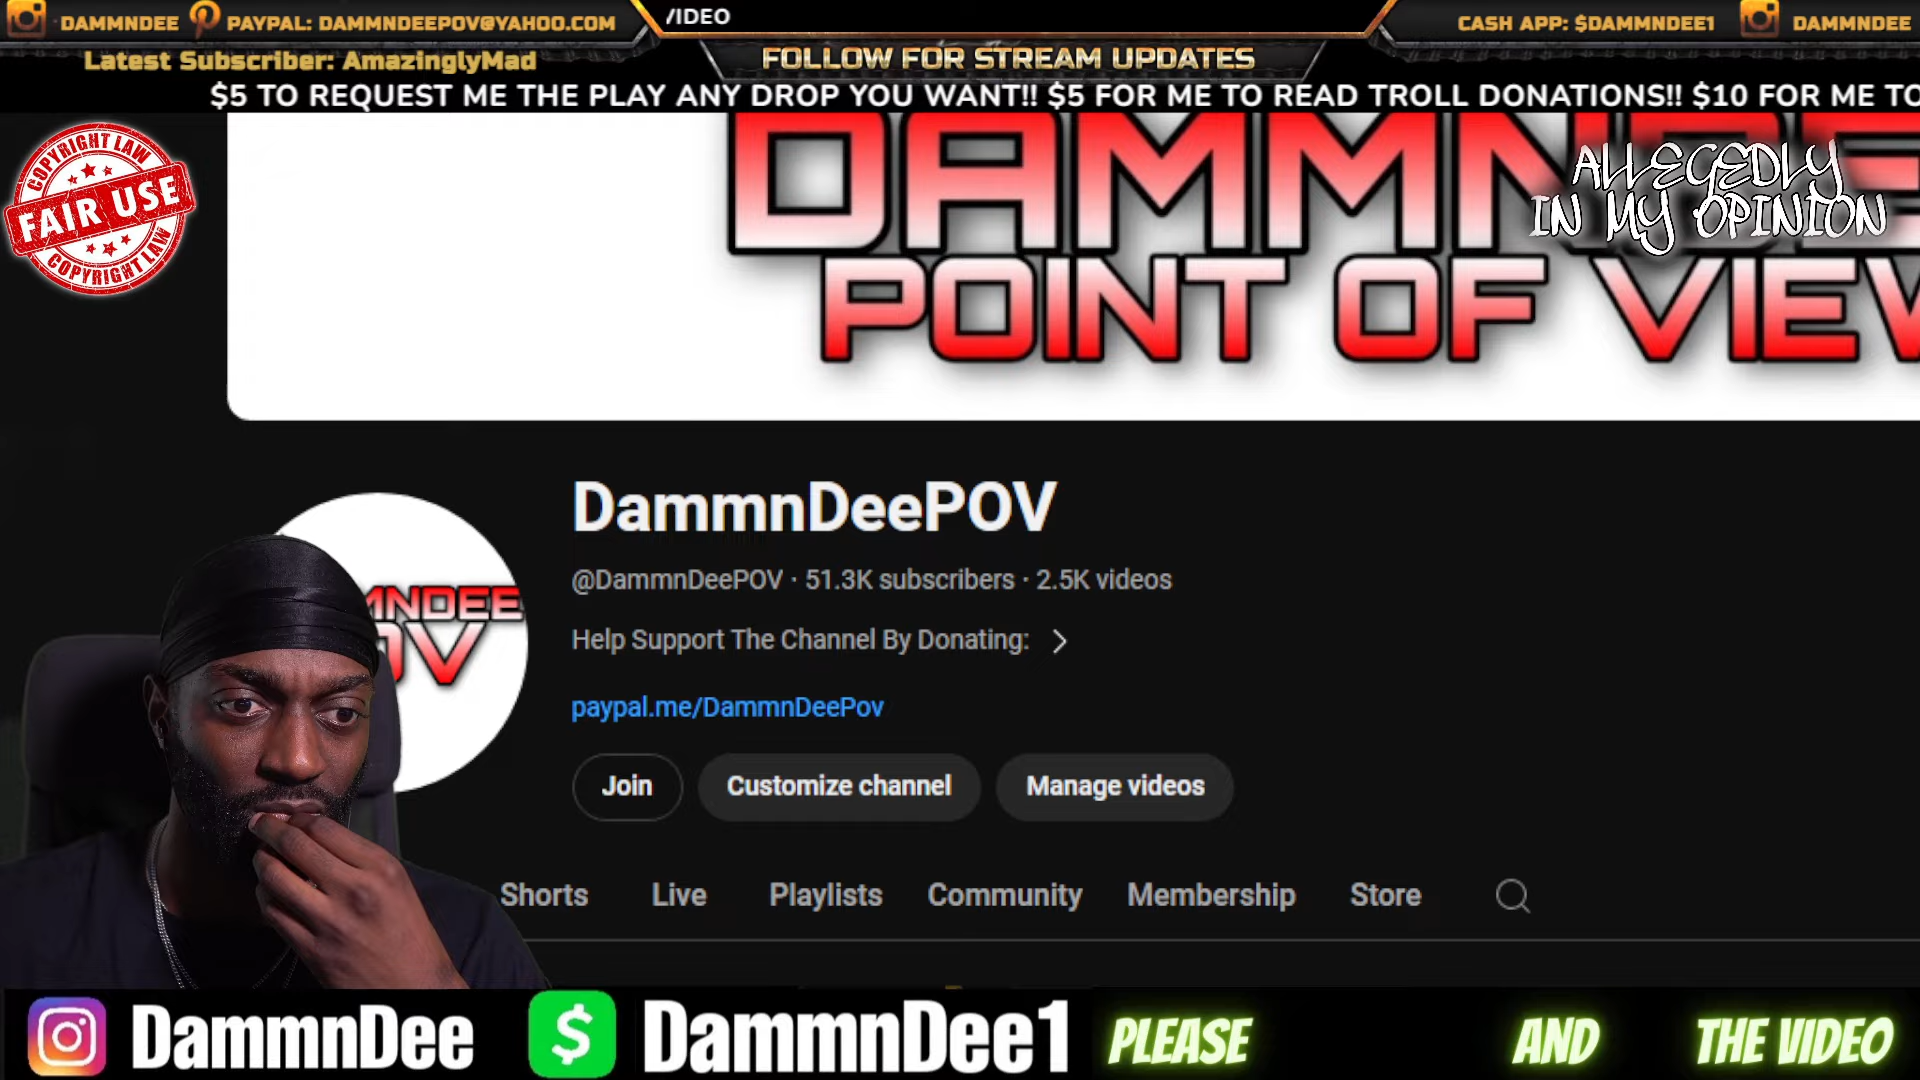 DAMMNDEE PAYPAL: DAMMNDEEPOV@YAHOO.COM
VIDEO
CASH APP: $DAMMNDEE1 DAMMNDEE
Latest Subscriber: AmazinglyMad
FOLLOW FOR STREAM UPDATES
$5 TO REQUEST ME THE PLAY ANY DROP YOU WANT!! $5 FOR ME TO READ TROLL DONATIONS!! $10 FOR ME TO
COPYRIGHT LAW
FAIR USE
COPYRIGHT LAW
DAMMNDE
POINT OF VIEW
ALLEGEDLY
IN MY OPINION
DammnDeePOV
@DammnDeePOV · 51.3K subscribers · 2.5K videos
Help Support The Channel By Donating:
paypal.me/DammnDeePov
MNDEE
OV
Join
Customize channel
Manage videos
Shorts Live Playlists Community Membership Store
DammnDee
$ DammnDee1
PLEASE AND THE VIDEO